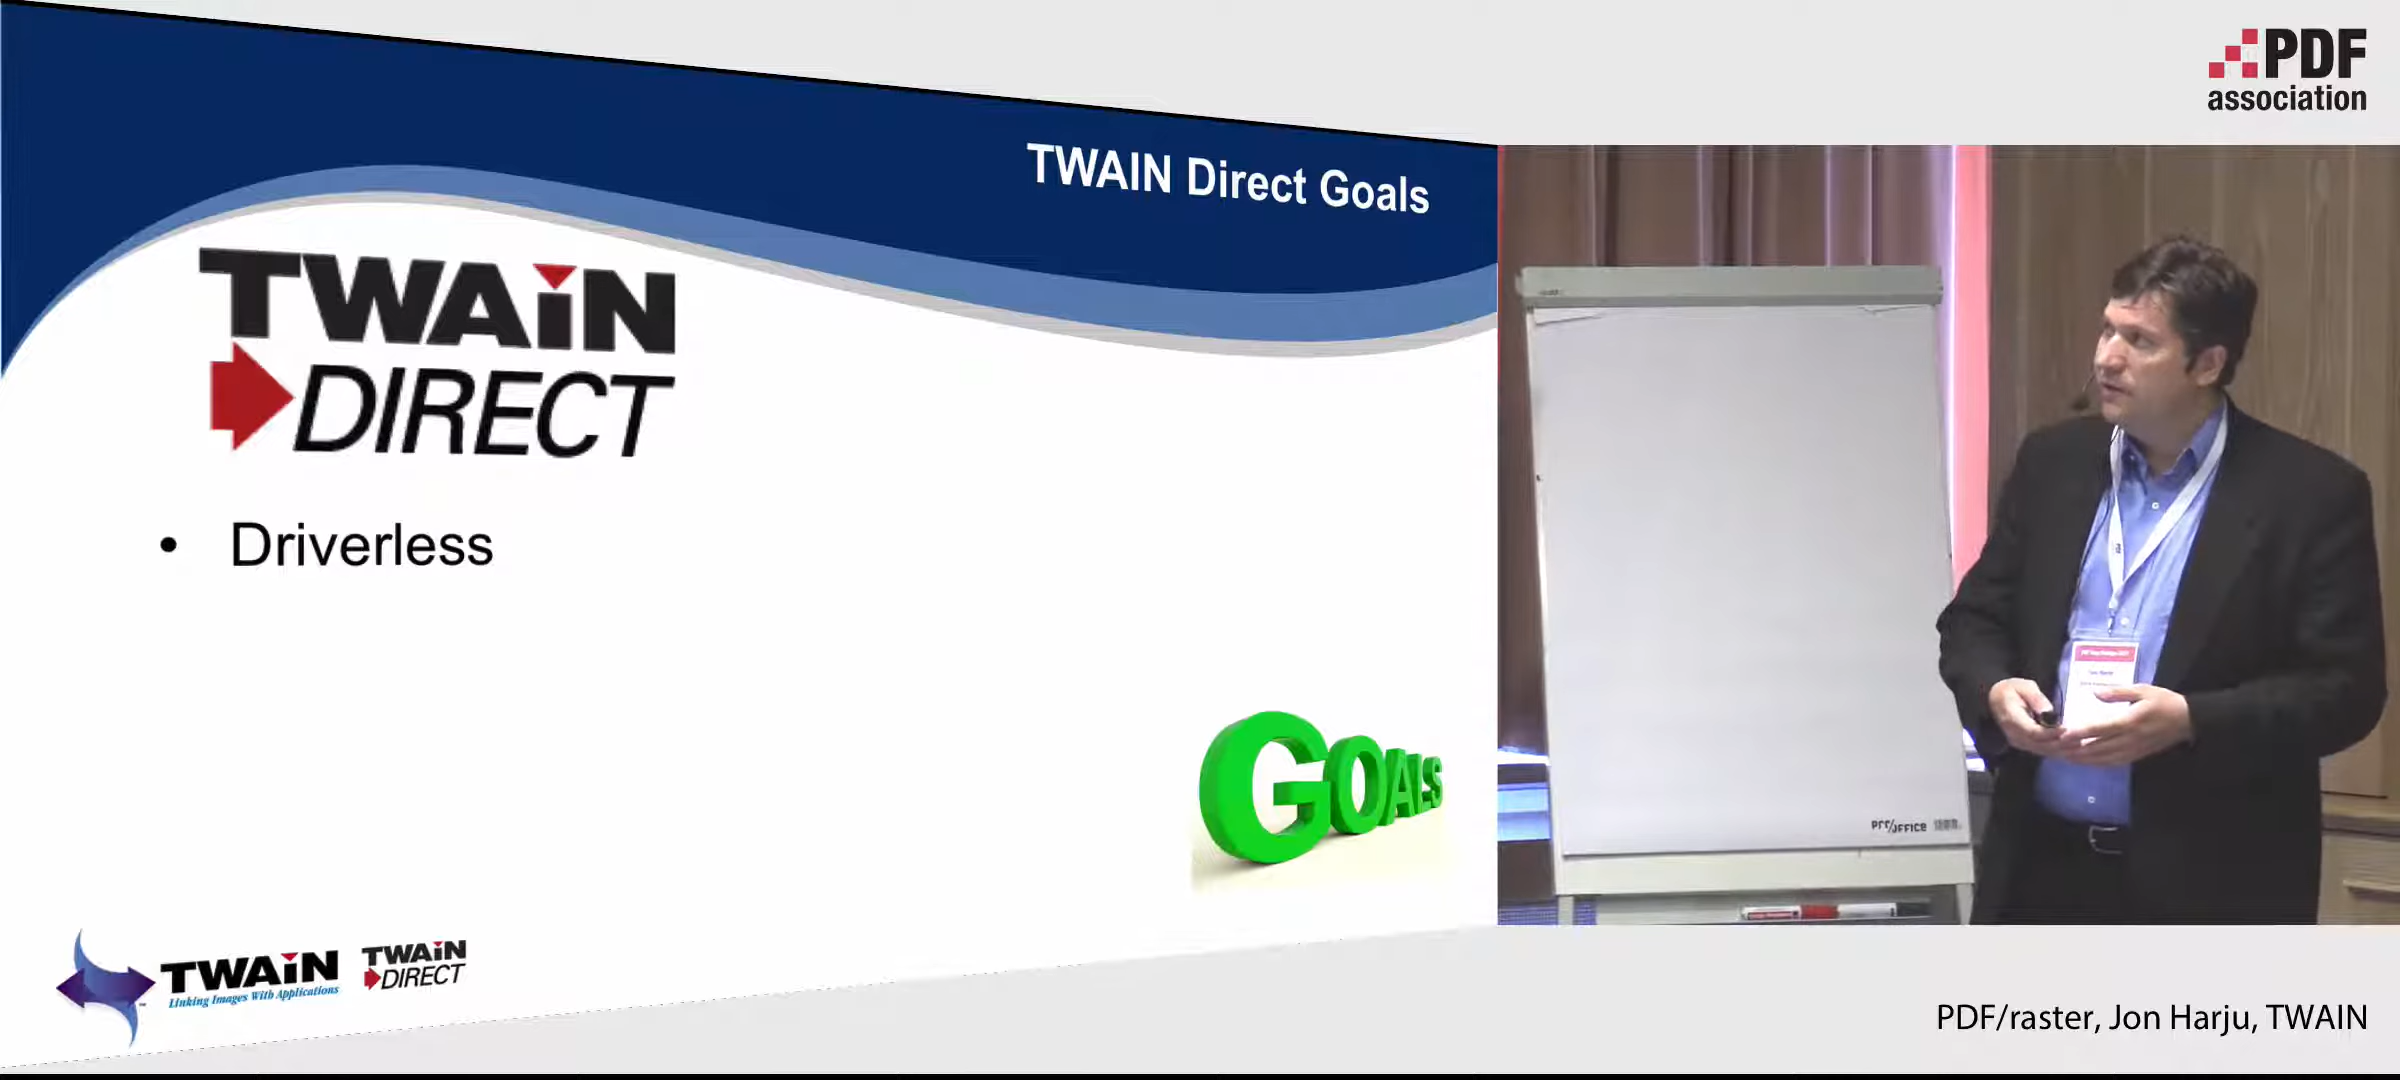 PDF
association
TWAIN Direct Goals
TWAIN
DIRECT
• Driverless
GOALS
TWAIN
Linking Images With Applications
TWAIN
DIRECT
PDF/raster, Jon Harju, TWAIN